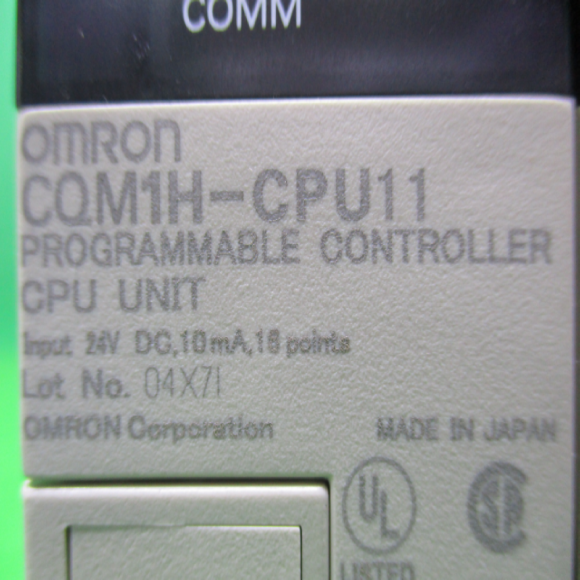 COMM
OMRON
CQM1H-CPU11
PROGRAMMABLE CONTROLLER
CPU UNIT
Input 24V DC,10mA,16 points
Lot No. 04X71
OMRON Corporation MADE IN JAPAN
UL SP
LISTED